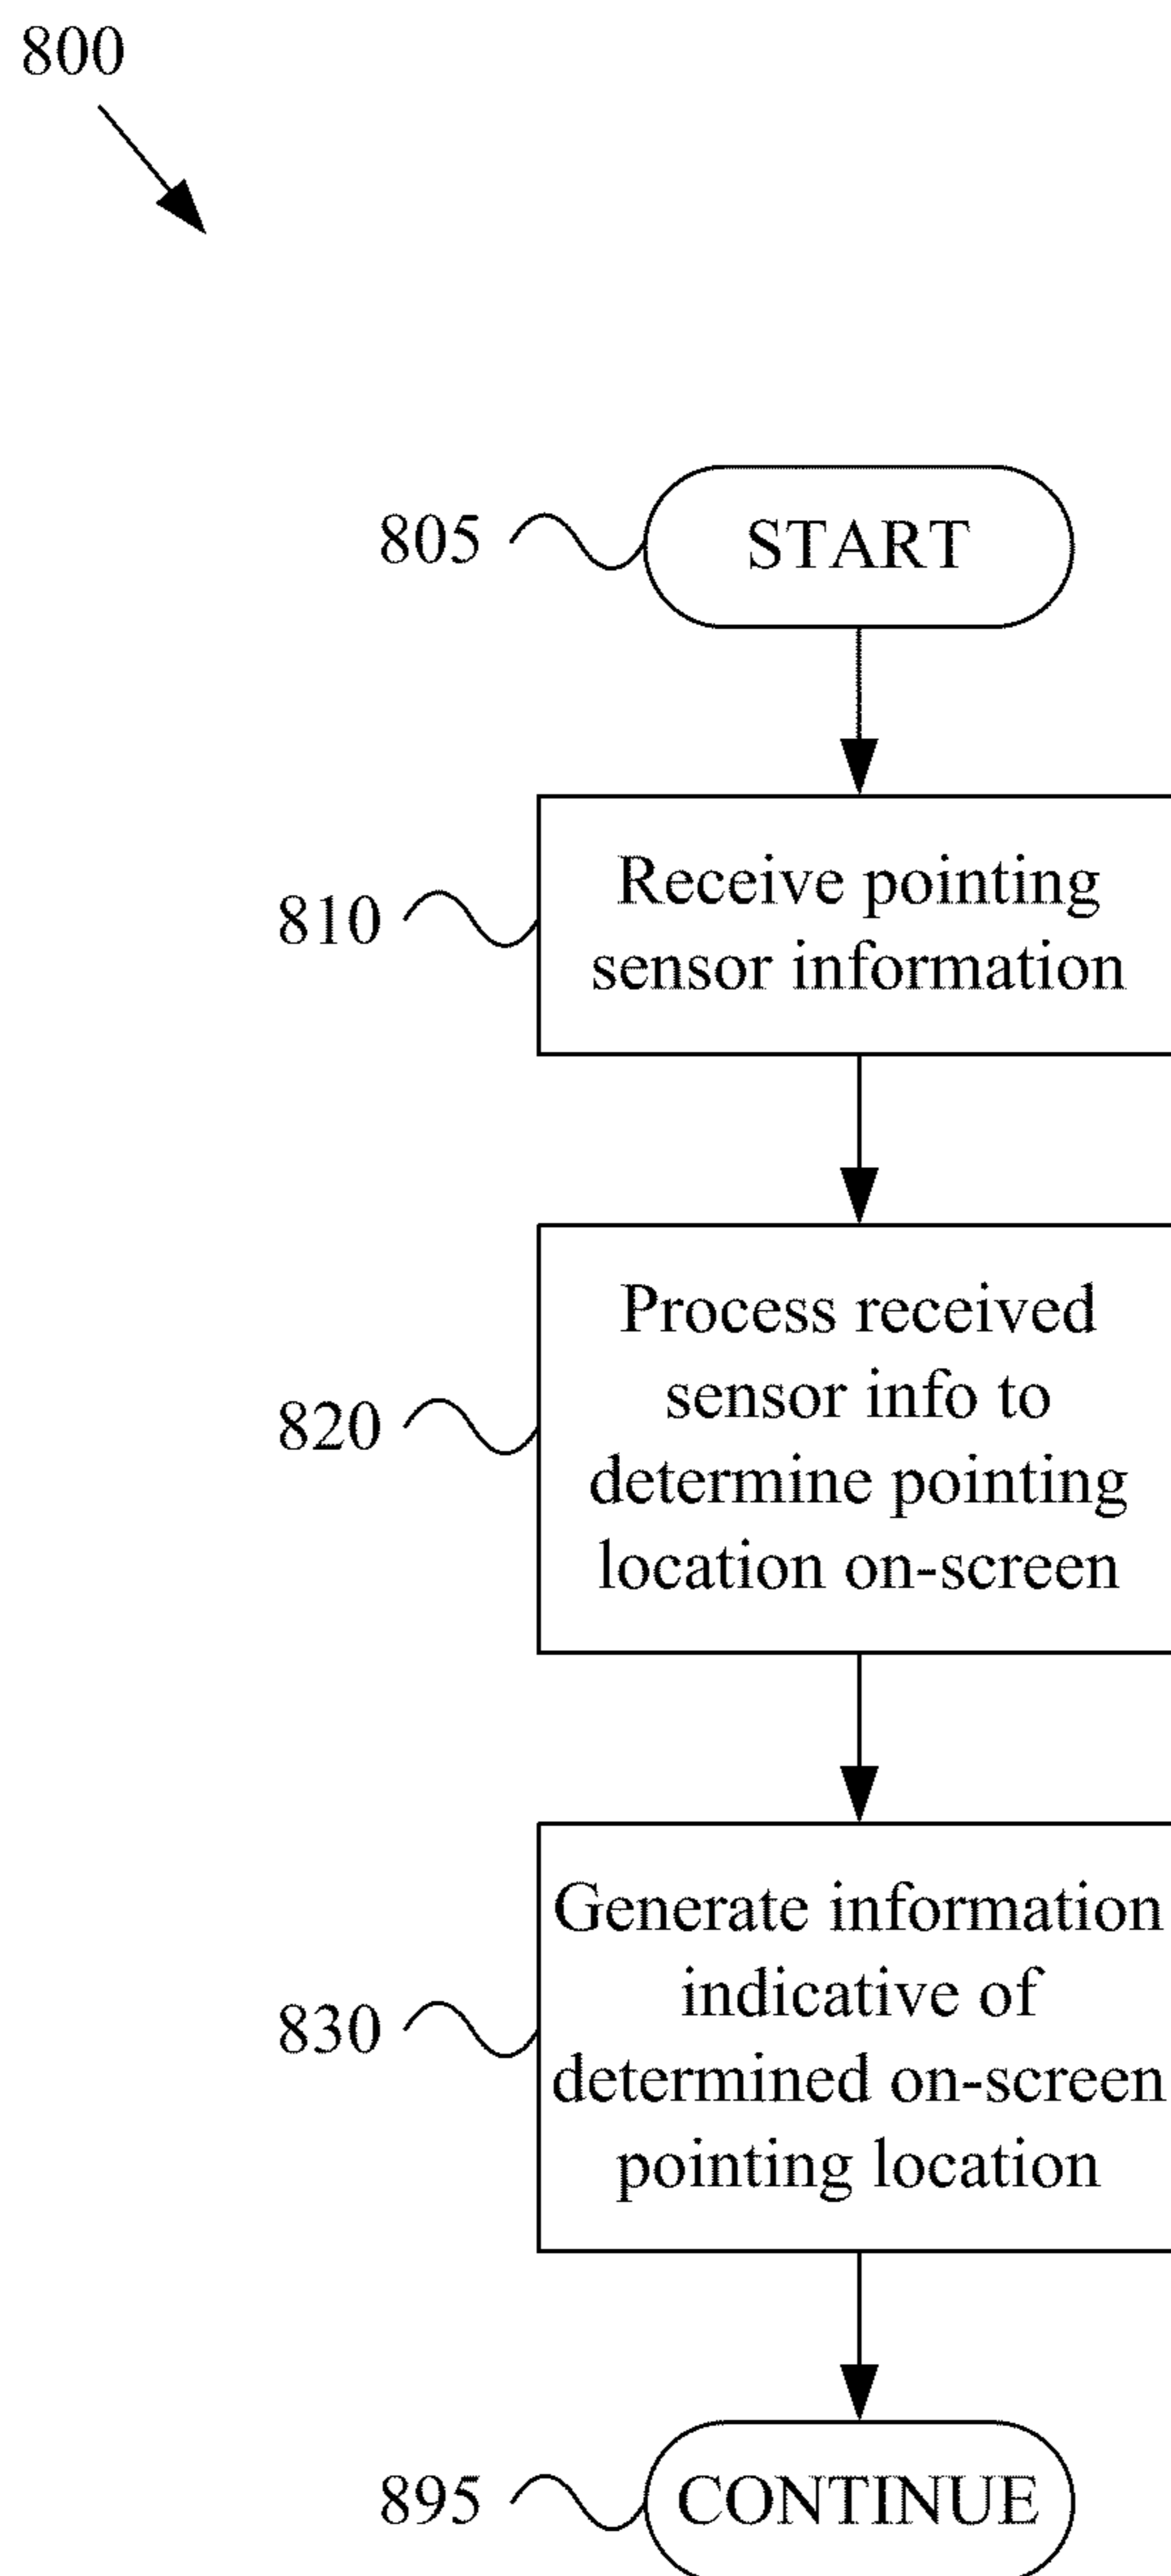 800
805
START
810
Receive pointing
sensor information
820
Process received
sensor info to
determine pointing
location on-screen
830
Generate information
indicative of
determined on-screen
pointing location
895
CONTINUE